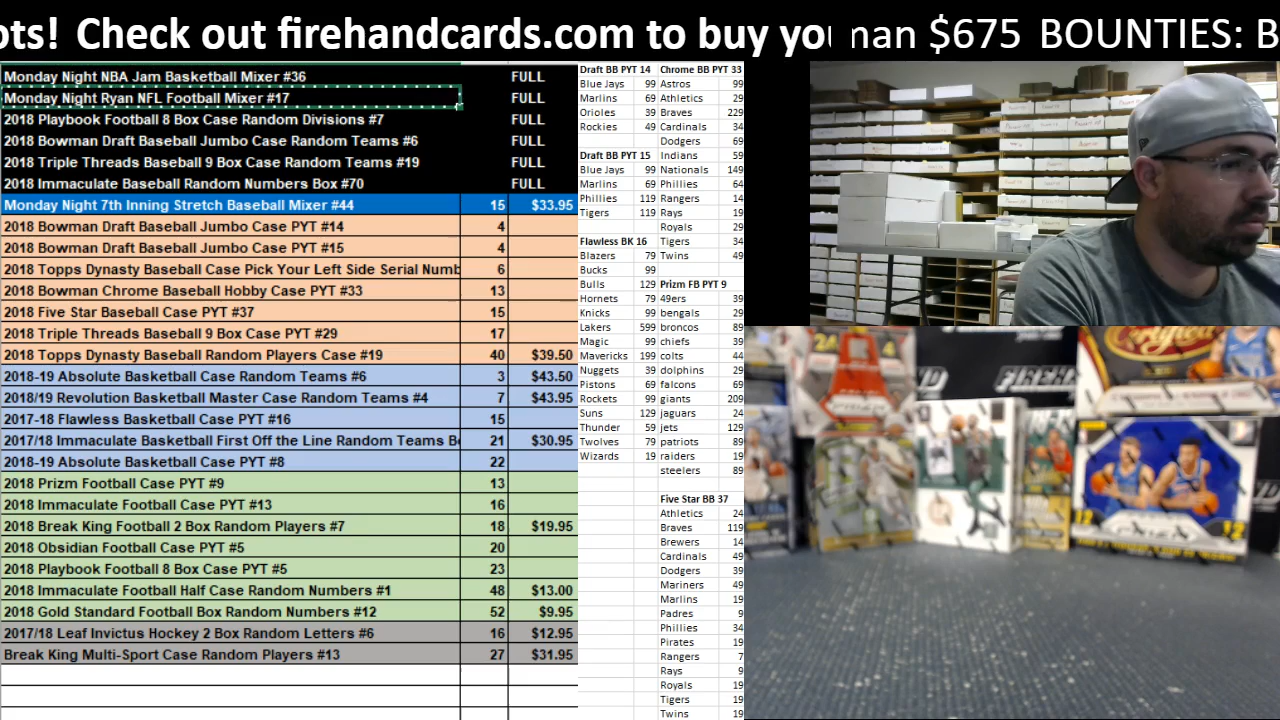 ots! Check out firehandcards.com to buy you
nan $675 BOUNTIES: B
Monday Night NBA Jam Basketball Mixer #36 FULL
Monday Night Ryan NFL Football Mixer #17 FULL
2018 Playbook Football 8 Box Case Random Divisions #7 FULL
2018 Bowman Draft Baseball Jumbo Case Random Teams #6 FULL
2018 Triple Threads Baseball 9 Box Case Random Teams #19 FULL
2018 Immaculate Baseball Random Numbers Box #70 FULL
Monday Night 7th Inning Stretch Baseball Mixer #44 15 $33.95
2018 Bowman Draft Baseball Jumbo Case PYT #14 4
2018 Bowman Draft Baseball Jumbo Case PYT #15 4
2018 Topps Dynasty Baseball Case Pick Your Left Side Serial Numb 6
2018 Bowman Chrome Baseball Hobby Case PYT #33 13
2018 Five Star Baseball Case PYT #37 15
2018 Triple Threads Baseball 9 Box Case PYT #29 17
2018 Topps Dynasty Baseball Random Players Case #19 40 $39.50
2018-19 Absolute Basketball Case Random Teams #6 3 $43.50
2018/19 Revolution Basketball Master Case Random Teams #4 7 $43.95
2017-18 Flawless Basketball Case PYT #16 15
2017/18 Immaculate Basketball First Off the Line Random Teams B 21 $30.95
2018-19 Absolute Basketball Case PYT #8 22
2018 Prizm Football Case PYT #9 13
2018 Immaculate Football Case PYT #13 16
2018 Break King Football 2 Box Random Players #7 18 $19.95
2018 Obsidian Football Case PYT #5 20
2018 Playbook Football 8 Box Case PYT #5 23
2018 Immaculate Football Half Case Random Numbers #1 48 $13.00
2018 Gold Standard Football Box Random Numbers #12 52 $9.95
2017/18 Leaf Invictus Hockey 2 Box Random Letters #6 16 $12.95
Break King Multi-Sport Case Random Players #13 27 $31.95
Draft BB PYT 14
Blue Jays 99
Marlins 69
Orioles 39
Rockies 49
Draft BB PYT 15
Blue Jays 99
Marlins 69
Phillies 119
Tigers 119
Flawless BK 16
Blazers 79
Bucks 99
Bulls 129
Hornets 79
Knicks 99
Lakers 599
Magic 99
Mavericks 199
Nuggets 39
Pistons 69
Rockets 99
Suns 129
Thunder 59
Twolves 79
Wizards 19
Chrome BB PYT 33
Astros 99
Athletics 29
Braves 229
Cardinals 34
Dodgers 69
Indians 59
Nationals 149
Phillies 64
Rangers 14
Rays 19
Royals 29
Tigers 34
Twins 49
Prizm FB PYT 9
49ers 39
bengals 29
broncos 89
chiefs 39
colts 44
dolphins 29
falcons 69
giants 209
jaguars 24
jets 129
patriots 89
raiders 19
steelers 89
Five Star BB 37
Athletics 24
Braves 119
Brewers 14
Cardinals 49
Dodgers 39
Mariners 49
Marlins 19
Padres 9
Phillies 34
Pirates 19
Rangers 7
Rays 9
Royals 19
Tigers 19
Twins 19
Certified
PRIZM
FIREH
12
PRIZM
12